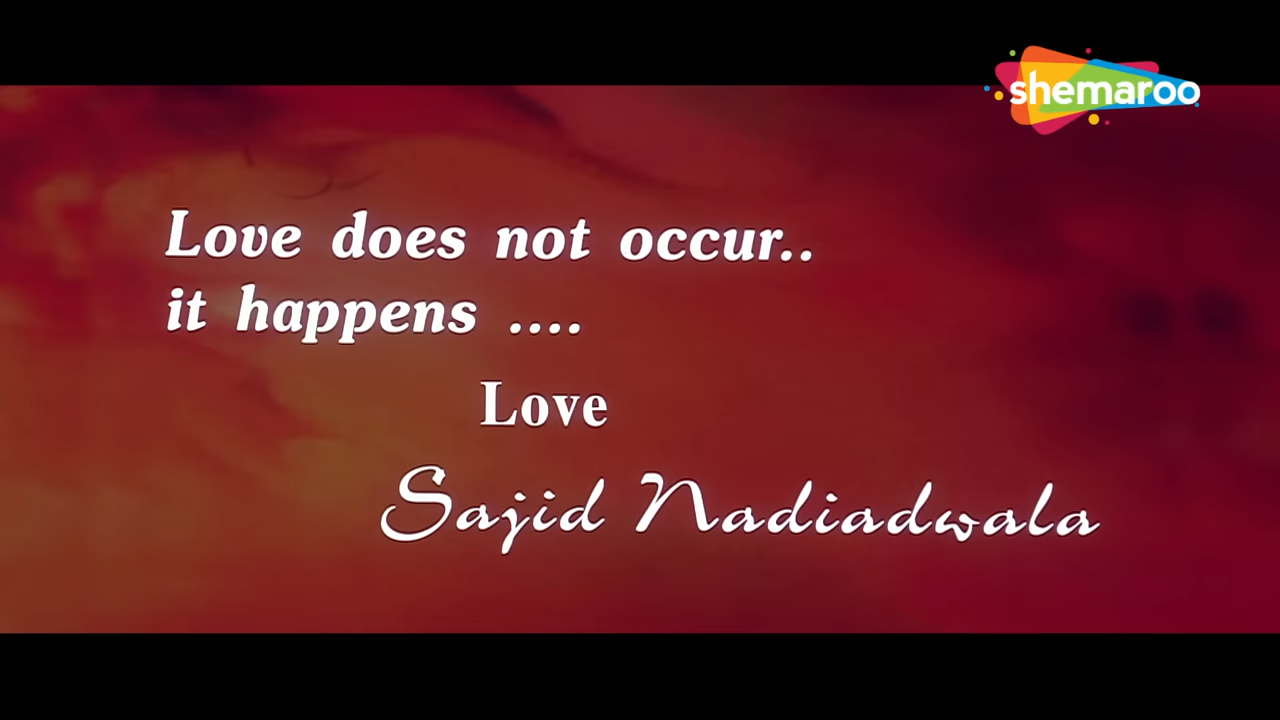 shemaroo
Love does not occur..
it happens ....
Love
Sajid Nadiadwala